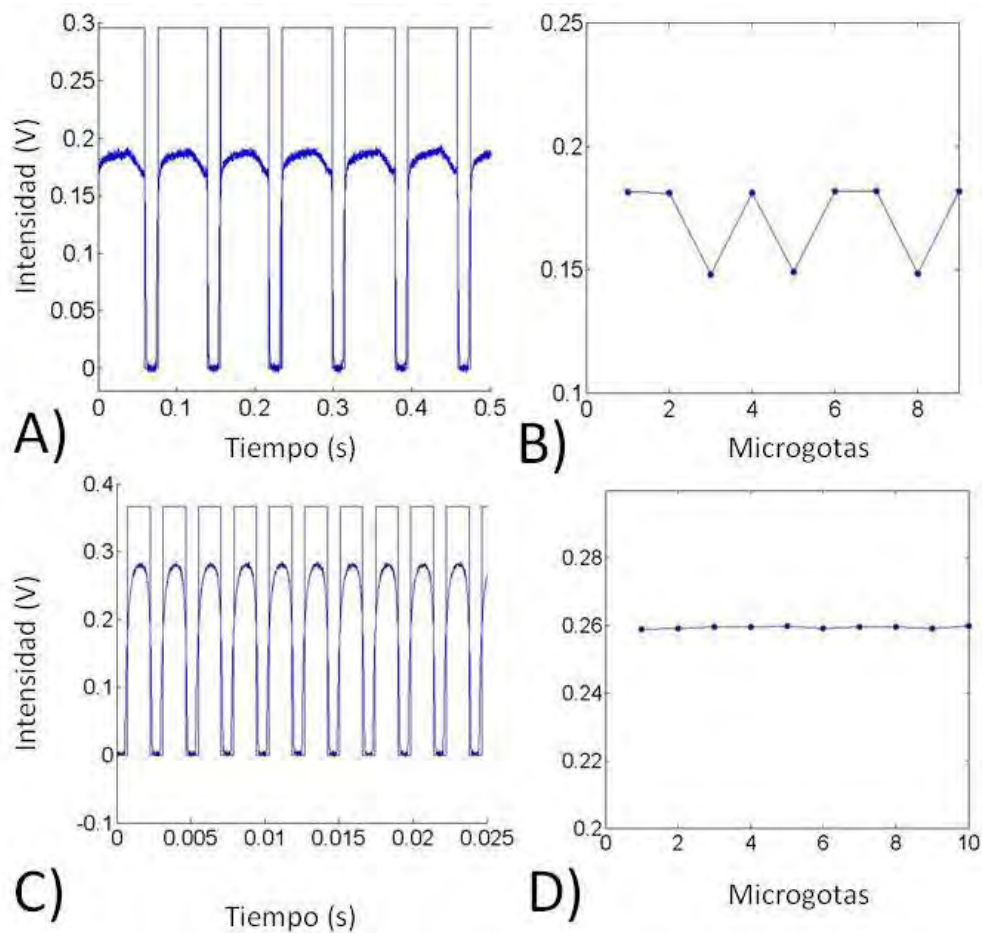 Intensidad (V)
0.3
0.25
0.2
0.15
0.1
0.05
0
0 0.1 0.2 0.3 0.4 0.5
Tiempo (s)
A)
0.25
0.2
0.15
0.1
0 2 4 6 8
Microgotas
B)
Intensidad (V)
0.4
0.3
0.2
0.1
0
-0.1
0 0.005 0.01 0.015 0.02 0.025
Tiempo (s)
C)
0.28
0.26
0.24
0.22
0.2
0 2 4 6 8 10
Microgotas
D)